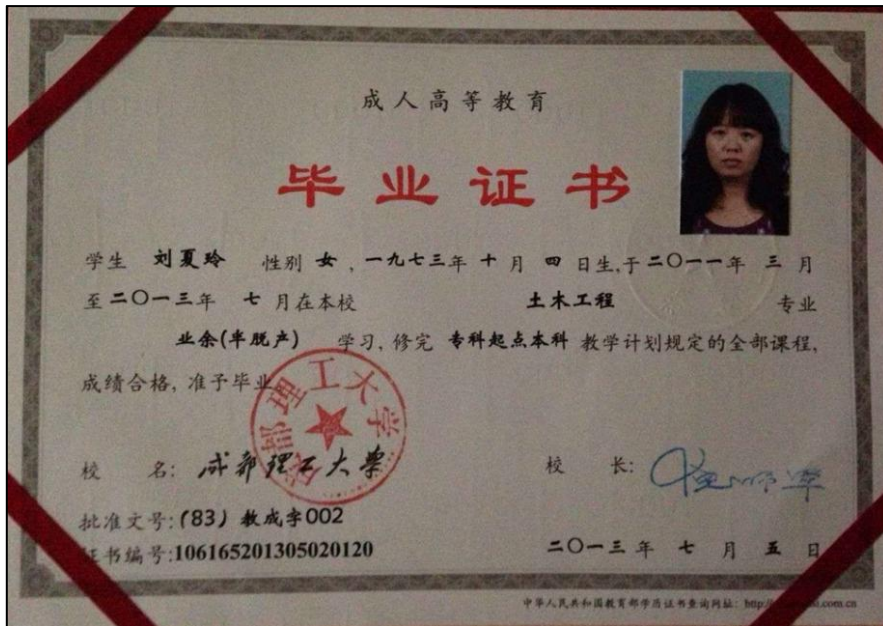 成人高等教育
毕业证书
学生 刘夏玲 性别 女 ,一九七三年 十 月 四 日生,于二〇一一年 三 月
至二〇一三年 七 月在本校 土木工程 专业
业余(半脱产) 学习, 修完 专科起点本科 教学计划规定的全部课程,
成绩合格, 准予毕业
成都理工大学
校 名: 成都理工大学 校 长:
批准文号:(83) 教成字002
证书编号:106165201305020120 二〇一三年 七 月 五 日
中华人民共和国教育部学历证书查询网址: http://